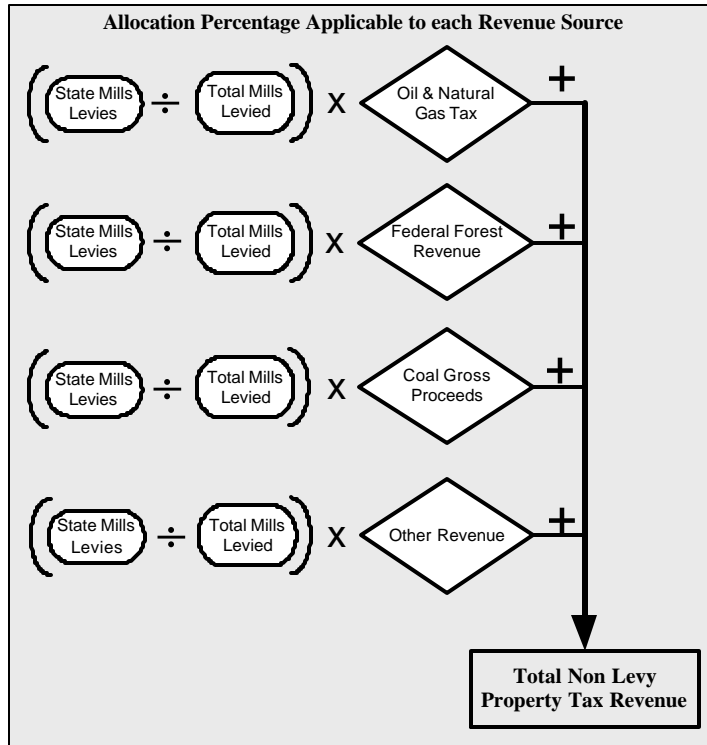 Allocation Percentage Applicable to each Revenue Source
State Mills
Levies
÷
Total Mills
Levied
X
Oil & Natural
Gas Tax
+
State Mills
Levies
÷
Total Mills
Levied
X
Federal Forest
Revenue
+
State Mills
Levies
÷
Total Mills
Levied
X
Coal Gross
Proceeds
+
State Mills
Levies
÷
Total Mills
Levied
X
Other Revenue
+
Total Non Levy
Property Tax Revenue